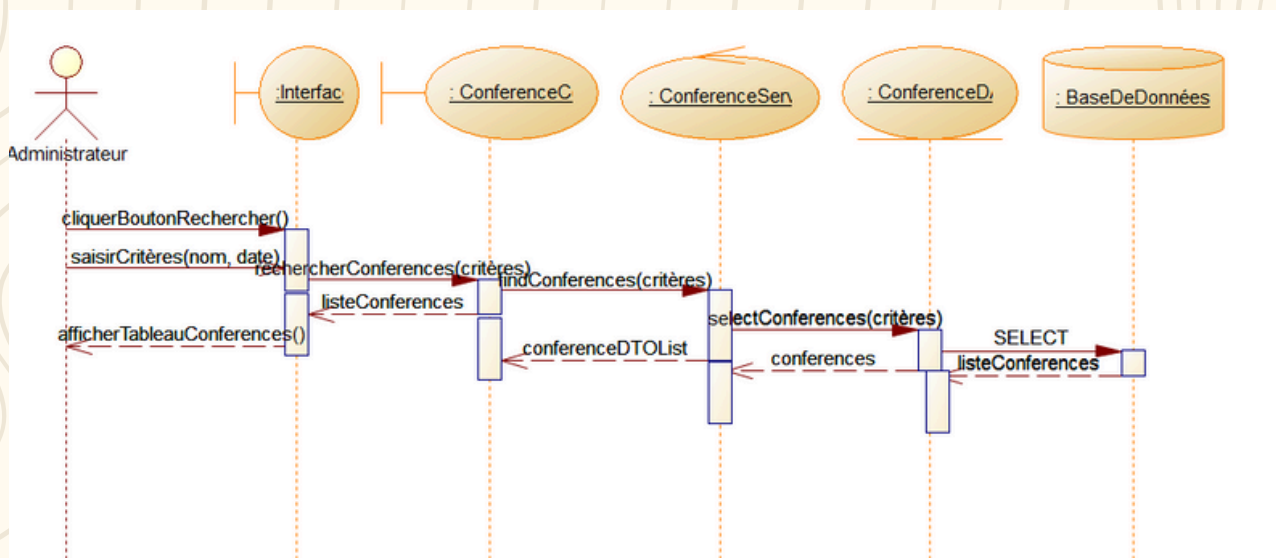 :Interfac
: ConferenceC
: ConferenceSer
: ConferenceD
: BaseDeDonnées
Administrateur
cliquerBoutonRechercher()
saisirCritères(nom, date)
rechercherConferences(critères)
findConferences(critères)
listeConferences
selectConferences(critères)
afficherTableauConferences()
SELECT
conferenceDTOList
conferences
listeConferences